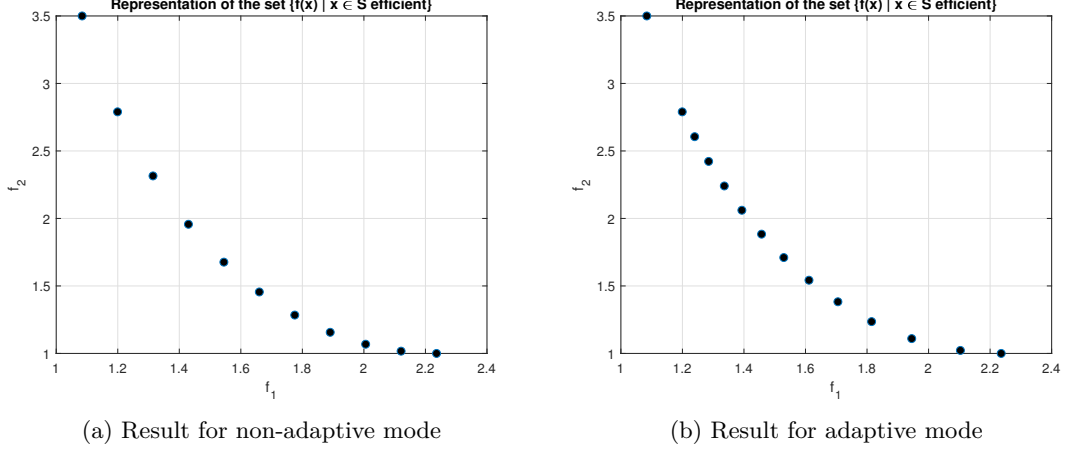 Representation of the set {f(x) | x ∈ S efficient}
3.5
3
2.5
2
1.5
1
f2
1 1.2 1.4 1.6 1.8 2 2.2 2.4
f1
(a) Result for non-adaptive mode
Representation of the set {f(x) | x ∈ S efficient}
3.5
3
2.5
2
1.5
1
f2
1 1.2 1.4 1.6 1.8 2 2.2 2.4
f1
(b) Result for adaptive mode